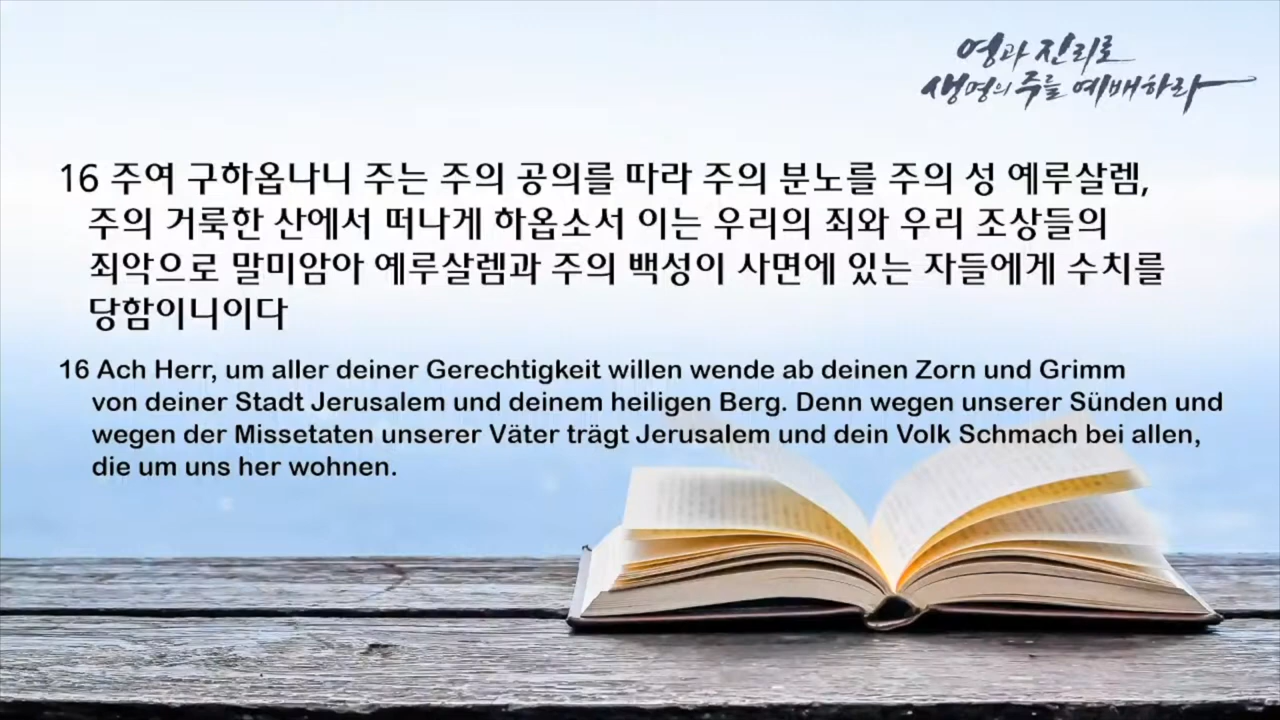 영과 진리로
생명의 주를 예배하라
16 주여 구하옵나니 주는 주의 공의를 따라 주의 분노를 주의 성 예루살렘,
주의 거룩한 산에서 떠나게 하옵소서 이는 우리의 죄와 우리 조상들의
죄악으로 말미암아 예루살렘과 주의 백성이 사면에 있는 자들에게 수치를
당함이니이다
16 Ach Herr, um aller deiner Gerechtigkeit willen wende ab deinen Zorn und Grimm
von deiner Stadt Jerusalem und deinem heiligen Berg. Denn wegen unserer Sünden und
wegen der Missetaten unserer Väter trägt Jerusalem und dein Volk Schmach bei allen,
die um uns her wohnen.